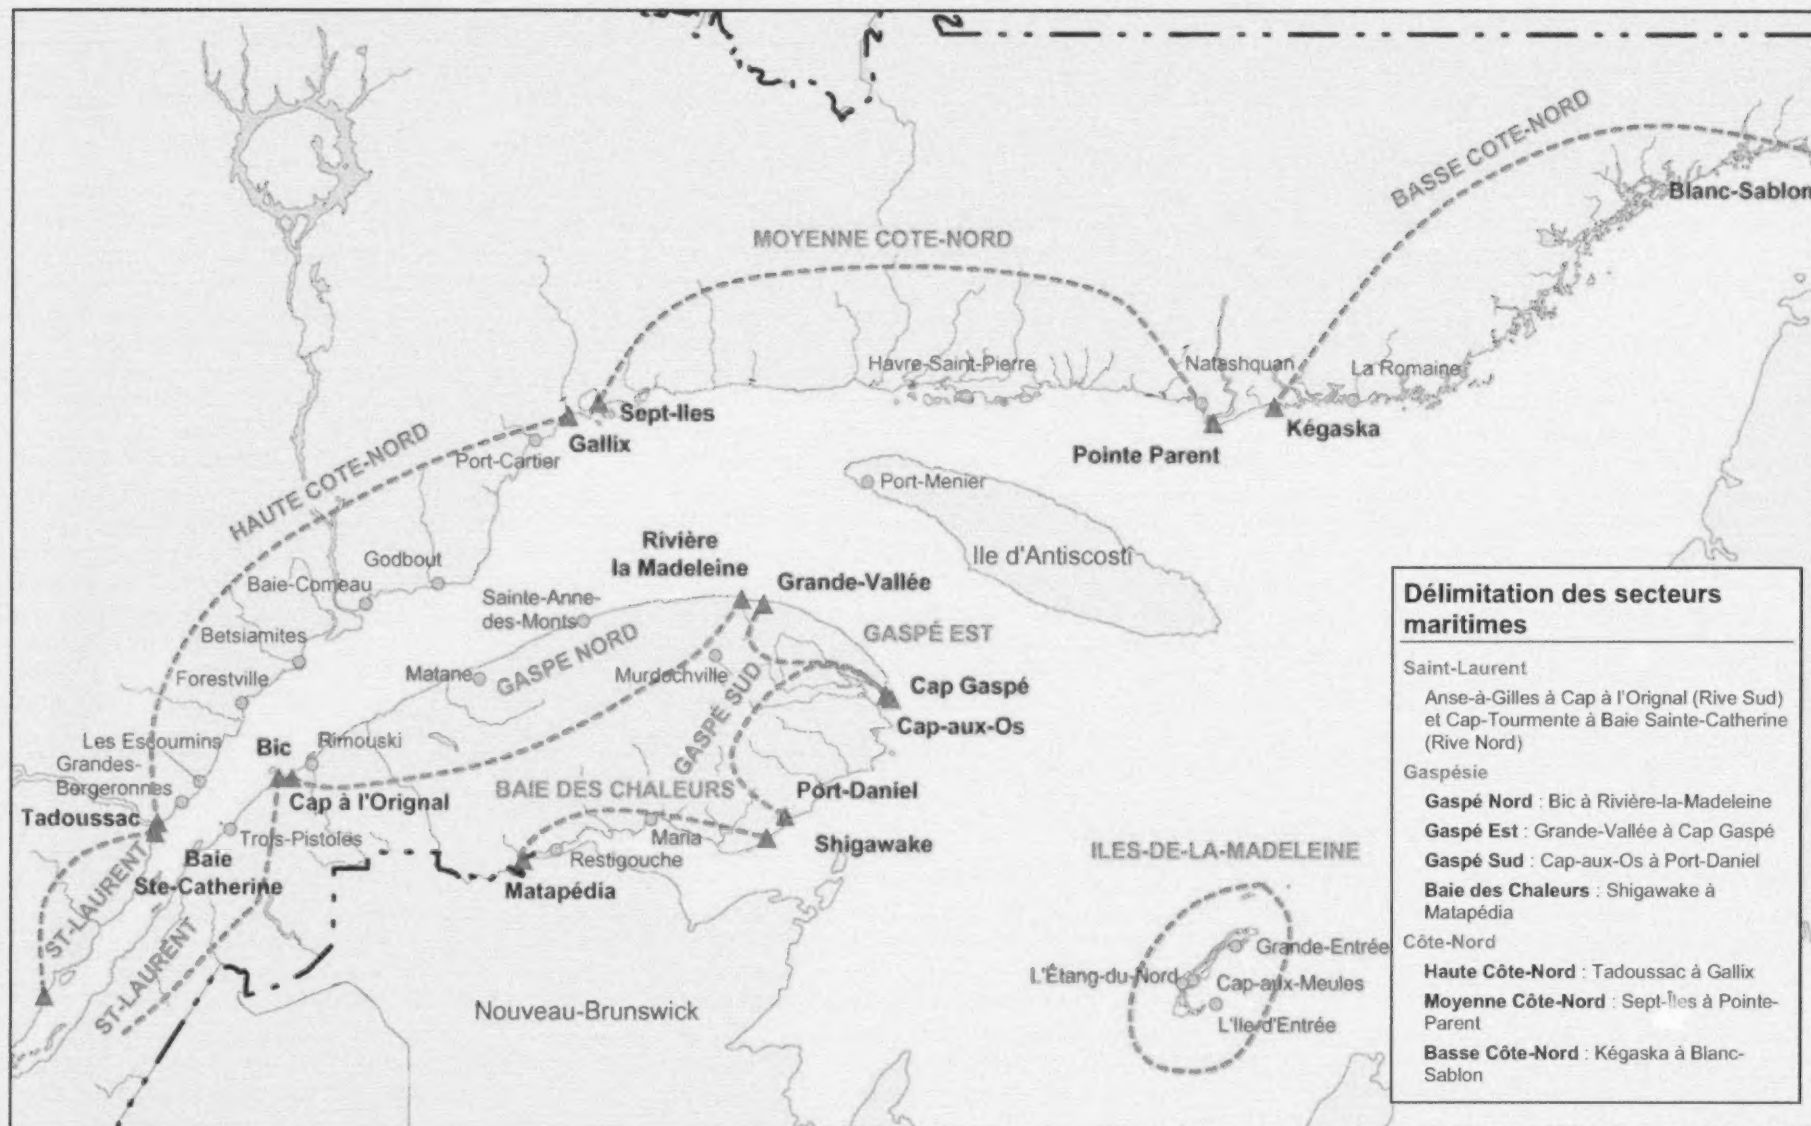 BASSE COTE-NORD
Blanc-Sablon
MOYENNE COTE-NORD
Havre-Saint-Pierre
Natashquan
La Romaine
Sept-Iles
Gallix
Port-Cartier
Kégaska
Pointe Parent
HAUTE COTE-NORD
Port-Menier
Ile d'Antiscosti
Rivière
la Madeleine
Grande-Vallée
Godbout
Baie-Comeau
Sainte-Anne-
des-Monts
Betsiamites
GASPÉ EST
GASPE NORD
Matane
Murdochville
GASPÉ SUD
Forestville
Cap Gaspé
Cap-aux-Os
Les Escoumins
Bic
Rimouski
Grandes-
Bergeronnes
Cap à l'Orignal
BAIE DES CHALEURS
Port-Daniel
Tadoussac
Trois-Pistoles
Maria
Shigawake
Restigouche
Baie
Ste-Catherine
Matapédia
ST-LAURENT
ST-LAURENT
Nouveau-Brunswick
ILES-DE-LA-MADELEINE
Grande-Entrée
L'Étang-du-Nord
Cap-aux-Meules
L'Ile d'Entrée
Délimitation des secteurs
maritimes
Saint-Laurent
Anse-à-Gilles à Cap à l'Orignal (Rive Sud)
et Cap-Tourmente à Baie Sainte-Catherine
(Rive Nord)
Gaspésie
Gaspé Nord : Bic à Rivière-la-Madeleine
Gaspé Est : Grande-Vallée à Cap Gaspé
Gaspé Sud : Cap-aux-Os à Port-Daniel
Baie des Chaleurs : Shigawake à
Matapédia
Côte-Nord
Haute Côte-Nord : Tadoussac à Gallix
Moyenne Côte-Nord : Sept-Îles à Pointe-
Parent
Basse Côte-Nord : Kégaska à Blanc-
Sablon